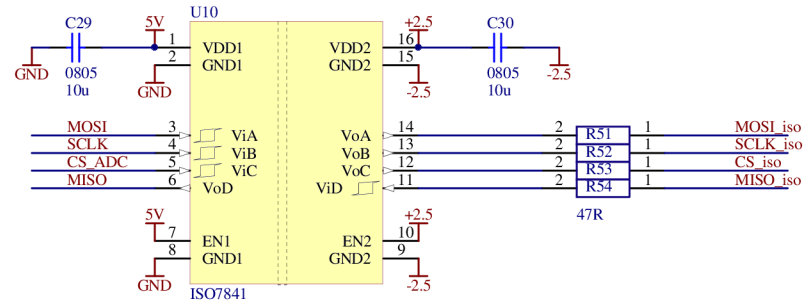 U10
C29 5V +2.5 C30
1 VDD1 VDD2 16
2 GND1 GND2 15
GND 0805 GND -2.5 0805 -2.5
10u 10u
MOSI 3 ViA VoA 14 2 R51 1 MOSI_iso
SCLK 4 ViB VoB 13 2 R52 1 SCLK_iso
CS_ADC 5 ViC VoC 12 2 R53 1 CS_iso
MISO 6 VoD ViD 11 2 R54 1 MISO_iso
5V +2.5 47R
7 EN1 EN2 10
8 GND1 GND2 9
GND -2.5
ISO7841